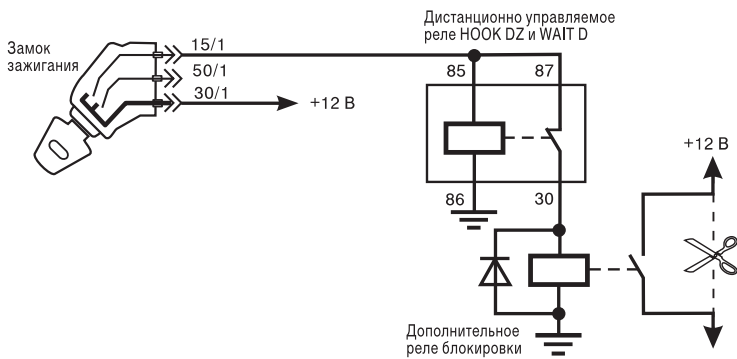 Дистанционно управляемое
реле HOOK DZ и WAIT D
Замок
зажигания
15/1
50/1
30/1
+12 В
85
87
86
30
+12 В
Дополнительное
реле блокировки